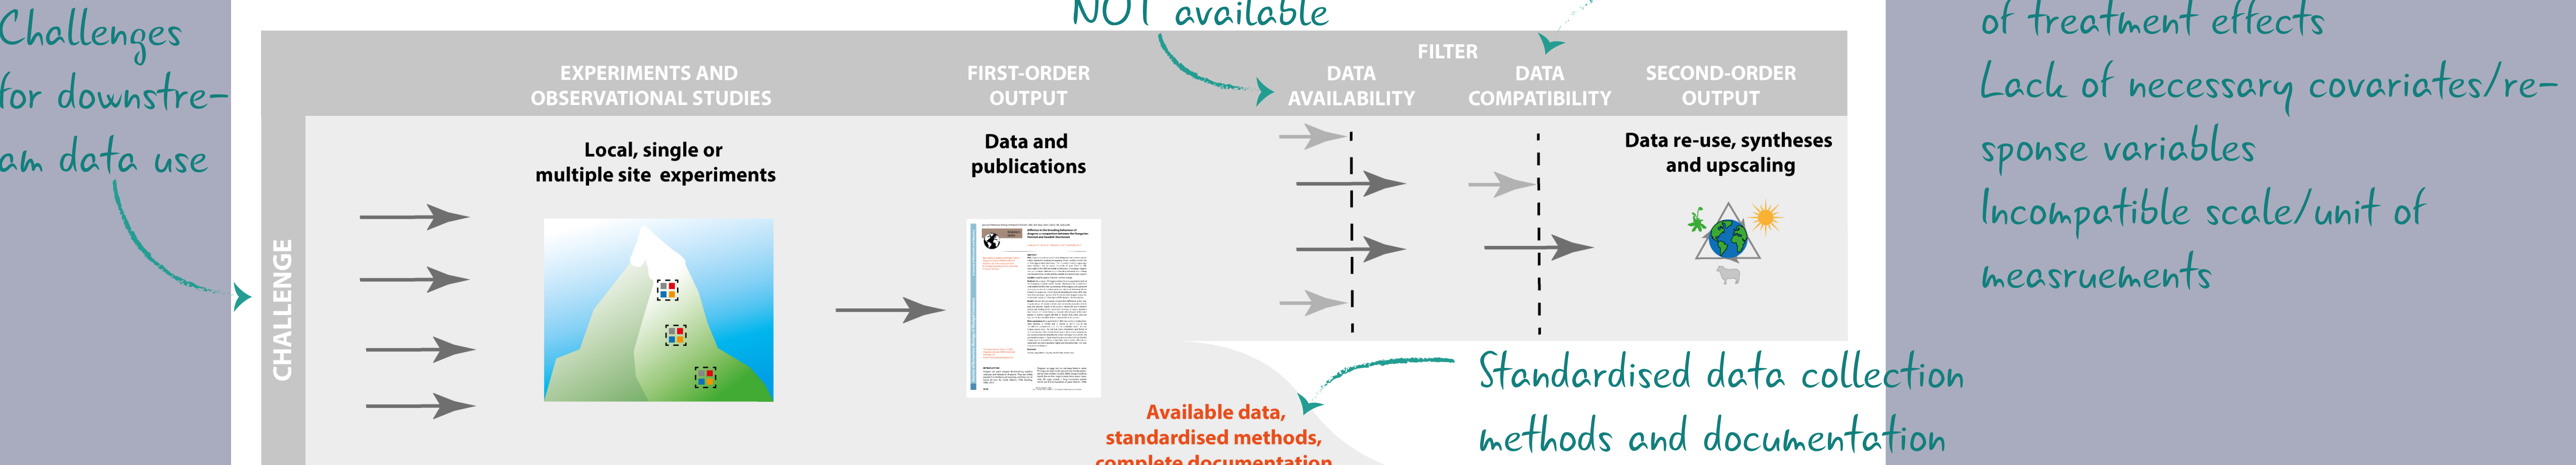 NOT available
Challenges
for downstre-
am data use
of treatment effects
Lack of necessary covariates/re-
sponse variables
Incompatible scale/unit of
measruements
FILTER
EXPERIMENTS AND
OBSERVATIONAL STUDIES
FIRST-ORDER
OUTPUT
DATA
AVAILABILITY
DATA
COMPATIBILITY
SECOND-ORDER
OUTPUT
CHALLENGE
Local, single or
multiple site experiments
Data and
publications
Data re-use, syntheses
and upscaling
Standardised data collection
methods and documentation
Available data,
standardised methods,
complete documentation